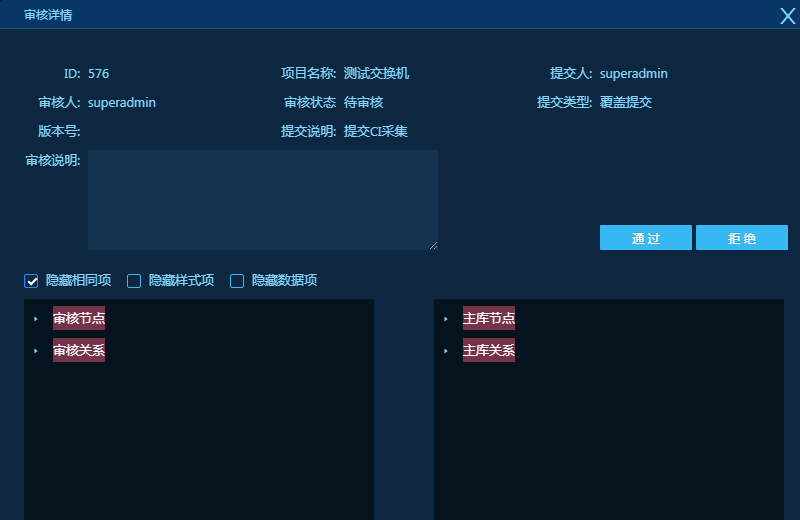 审核详情
ID: 576 项目名称: 测试交换机 提交人: superadmin
审核人: superadmin 审核状态 待审核 提交类型: 覆盖提交
版本号: 提交说明: 提交CI采集
审核说明:
通过 拒绝
隐藏相同项 隐藏样式项 隐藏数据项
审核节点 主库节点
审核关系 主库关系